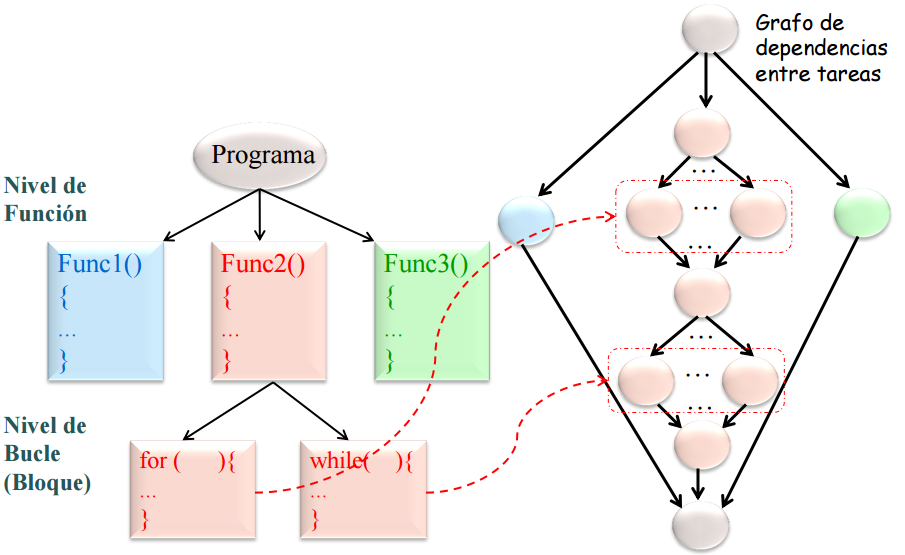 Grafo de
dependencias
entre tareas
Programa
Nivel de
Función
Func1()
{
...
}
Func2()
{
...
}
Func3()
{
...
}
...
...
...
...
...
...
Nivel de
Bucle
(Bloque)
for (      ){
...
}
while(    ){
...
}